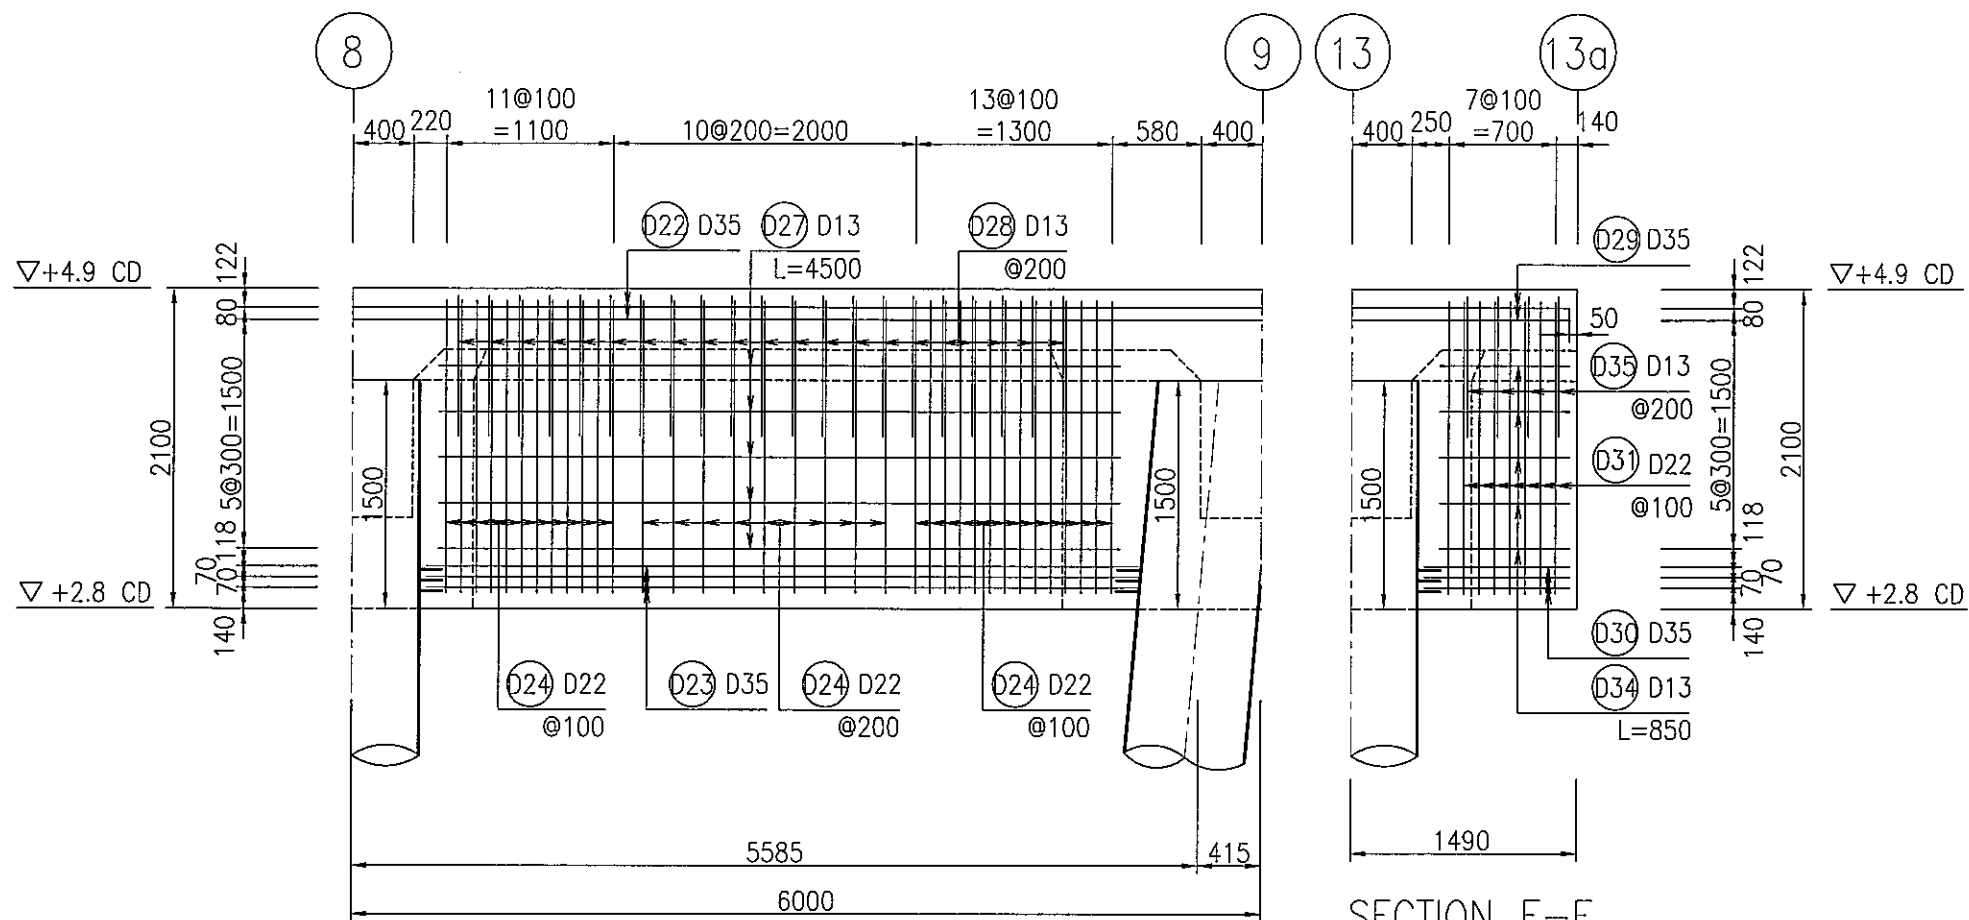 8
9
13
13a
11@100
=1100
13@100
=1300
7@100
=700
400
220
10@200=2000
580
400
400
250
140
D22 D35
D27 D13
L=4500
D28 D13
@200
D29 D35
▽+4.9 CD
122
80
122
80
▽+4.9 CD
50
D35 D13
@200
D31 D22
@100
2100
5@300=1500
1500
1500
1500
5@300=1500
2100
118
70
70
140
118
70
70
140
▽ +2.8 CD
▽ +2.8 CD
D30 D35
D34 D13
L=850
D24 D22
@100
D23 D35
D24 D22
@200
D24 D22
@100
5585
415
1490
6000